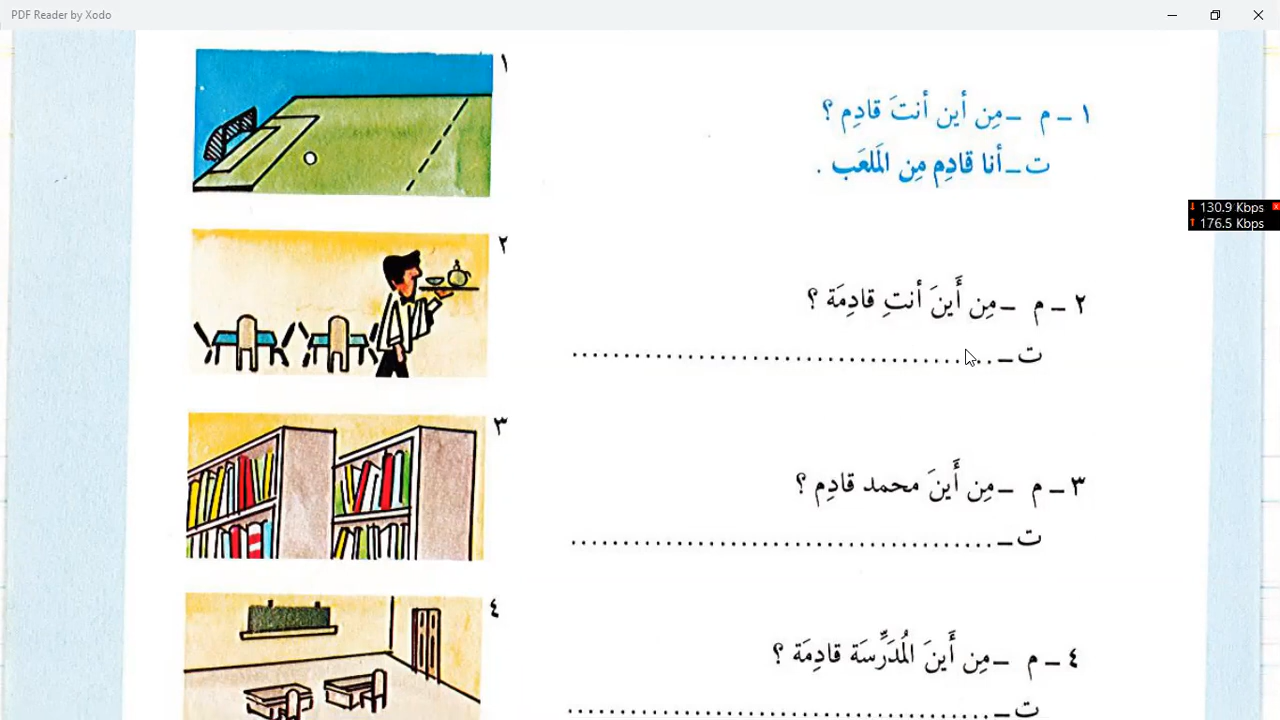 PDF Reader by Xodo
١
١ – م – مِن أين أنتَ قادِم ؟
ت – أنا قادِم مِن المَلعَب .
130.9 Kbps
176.5 Kbps
٢
٢ – م – مِن أَينَ أنتِ قادِمَة ؟
ت – ........................................
٣
٣ – م – مِن أَينَ محمد قادِم ؟
ت – ........................................
٤
٤ – م – مِن أَينَ المُدَرِّسَة قادِمَة ؟
ت – ........................................